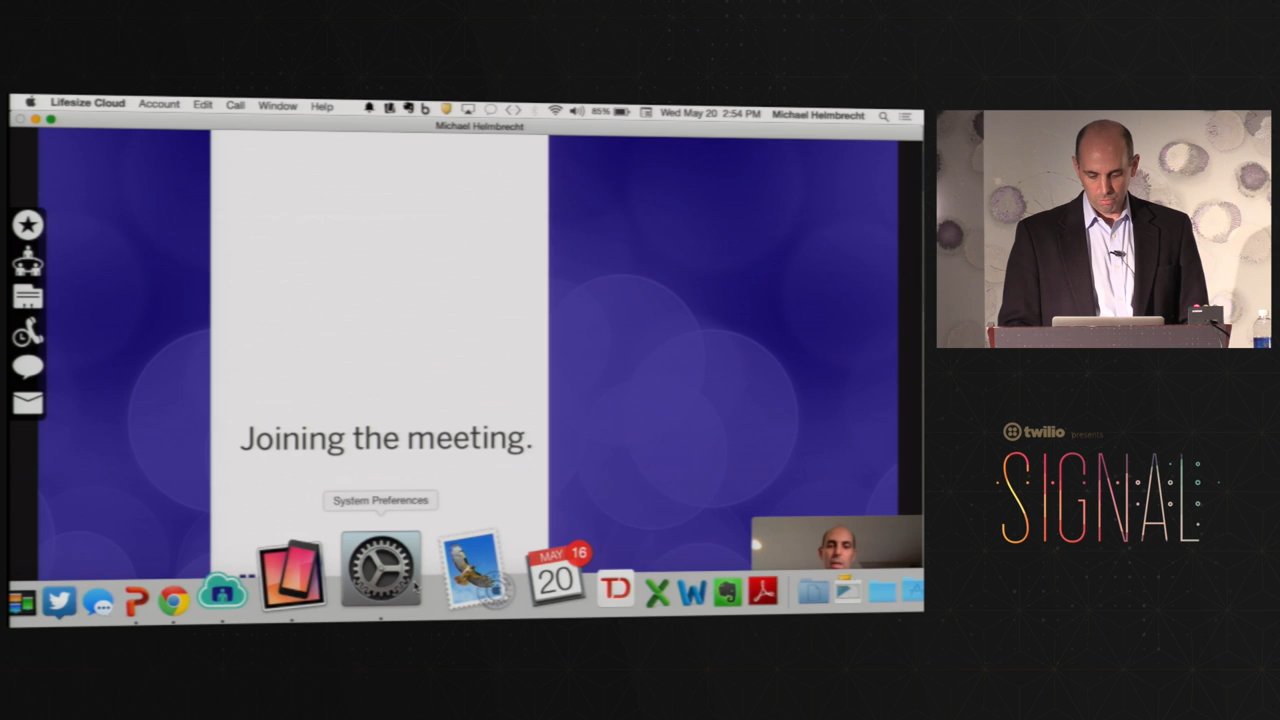 Lifesize Cloud Account Edit Call Window Help 85% Wed May 20 2:54 PM Michael Helmbrecht
Michael Helmbrecht
Joining the meeting.
System Preferences
MAY 16
20
TD
twilio presents
SIGNAL